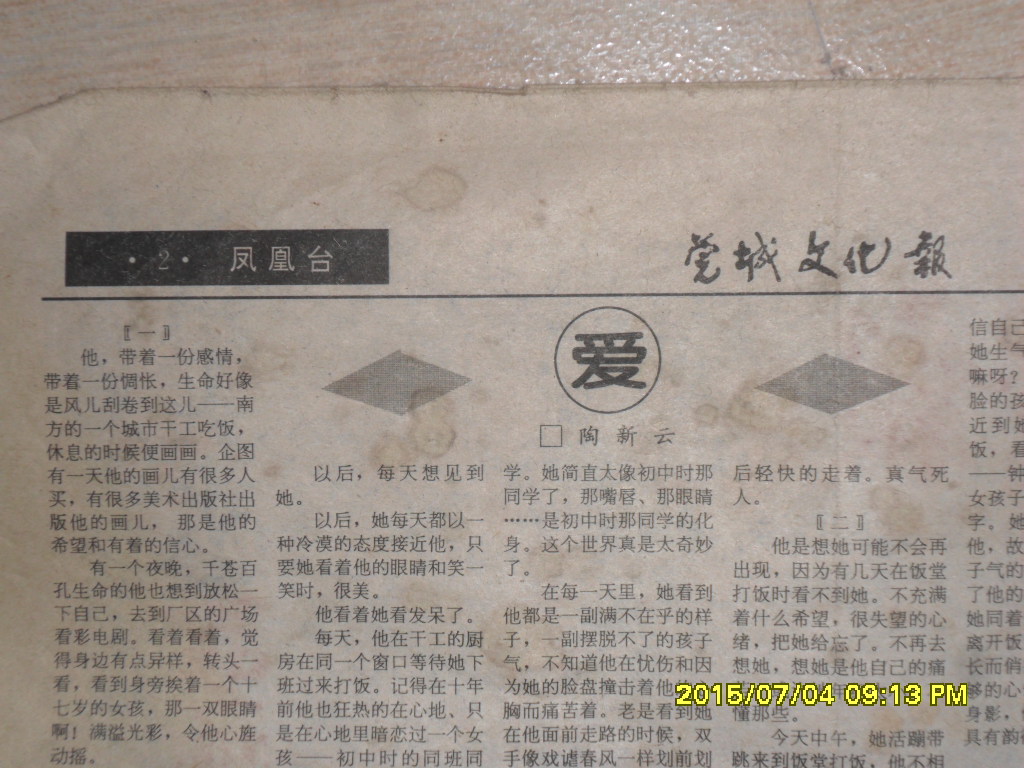 ·2· 凤凰台
莞城文化報
爱
□ 陶新云
〖一〗
他，带着一份感情，
带着一份惆怅，生命好像
是风儿刮卷到这儿——南
方的一个城市干工吃饭，
休息的时候便画画。企图
有一天他的画儿有很多人
买，有很多美术出版社出
版他的画儿， 那是他的
希望和有着的信心。
有一个夜晚，千苍百
孔生命的他也想到放松一
下自己，去到厂区的广场
看彩电剧。看着看着，觉
得身边有点异样，转头一
看，看到身旁挨着一个十
七岁的女孩，那一双眼睛
啊！满溢光彩，令他心旌
动摇。
以后，每天想见到
她。
以后，她每天都以一
种冷漠的态度接近他，只
要她看着他的眼睛和笑一
笑时，很美。
他看着她看发呆了。
每天，他在干工的厨
房在同一个窗口等待她下
班过来打饭。记得在十年
前他也狂热的在心地、只
是在心地里暗恋过一个女
孩——初中时的同班同
学。她简直太像初中时那
同学了，那嘴唇、那眼睛
……是初中时那同学的化
身。这个世界真是太奇妙
了。
在每一天里，她看到
他都是一副满不在乎的样
子，一副摆脱不了的孩子
气，不知道他在忧伤和因
为她的脸盘撞击着他
胸而痛苦着。老是看到她
在他面前走路的时候，双
手像戏谑春风一样划前划
后轻快的走着。真气死
人。
〖二〗
他是想她可能不会再
出现，因为有几天在饭堂
打饭时看不到她。不充满
着什么希望，很失望的心
绪，把她给忘了。不再去
想她，想她是他自己的痛
懂那些。
今天中午，她活蹦带
跳来到饭堂打饭，他不相
信自己
她生气
嘛呀？
脸的孩
近到她
饭，看
——钟
女孩子
字。她
他，故
子气的
了他的
她同着
离开饭
长而俏
够的心
身影，
具有韵
2015/07/04 09:13 PM